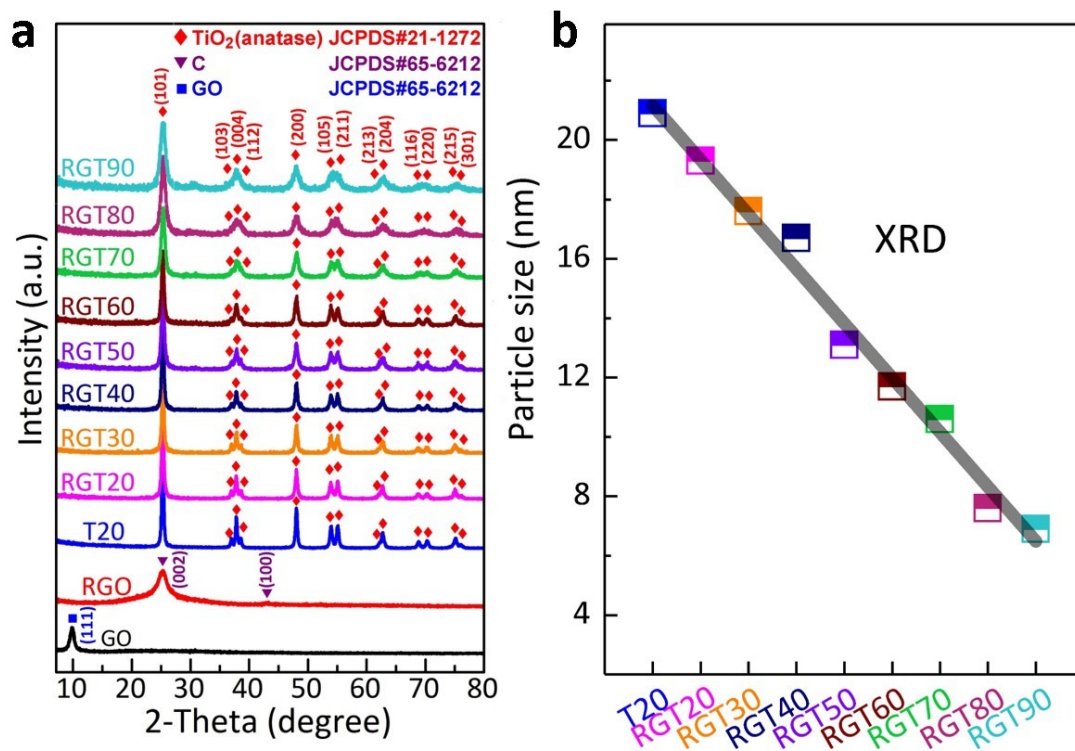 a
TiO2(anatase) JCPDS#21-1272
C JCPDS#65-6212
GO JCPDS#65-6212
(101)
(103)
(004)
(112)
(200)
(105)
(211)
(213)
(204)
(116)
(220)
(215)
(301)
RGT90
RGT80
RGT70
RGT60
RGT50
RGT40
RGT30
RGT20
T20
RGO
(002)
(100)
GO
(111)
Intensity (a.u.)
10 20 30 40 50 60 70 80
2-Theta (degree)
b
Particle size (nm)
20
16
12
8
4
XRD
T20
RGT20
RGT30
RGT40
RGT50
RGT60
RGT70
RGT80
RGT90